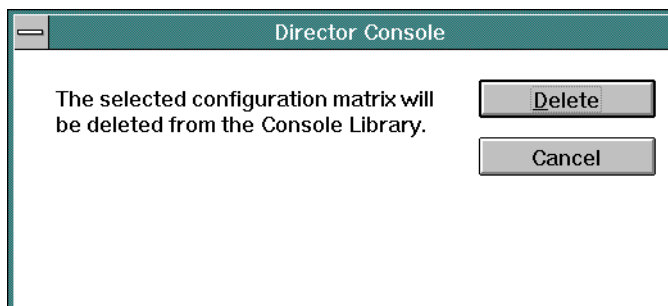 Director Console
The selected configuration matrix will
be deleted from the Console Library.
Delete
Cancel